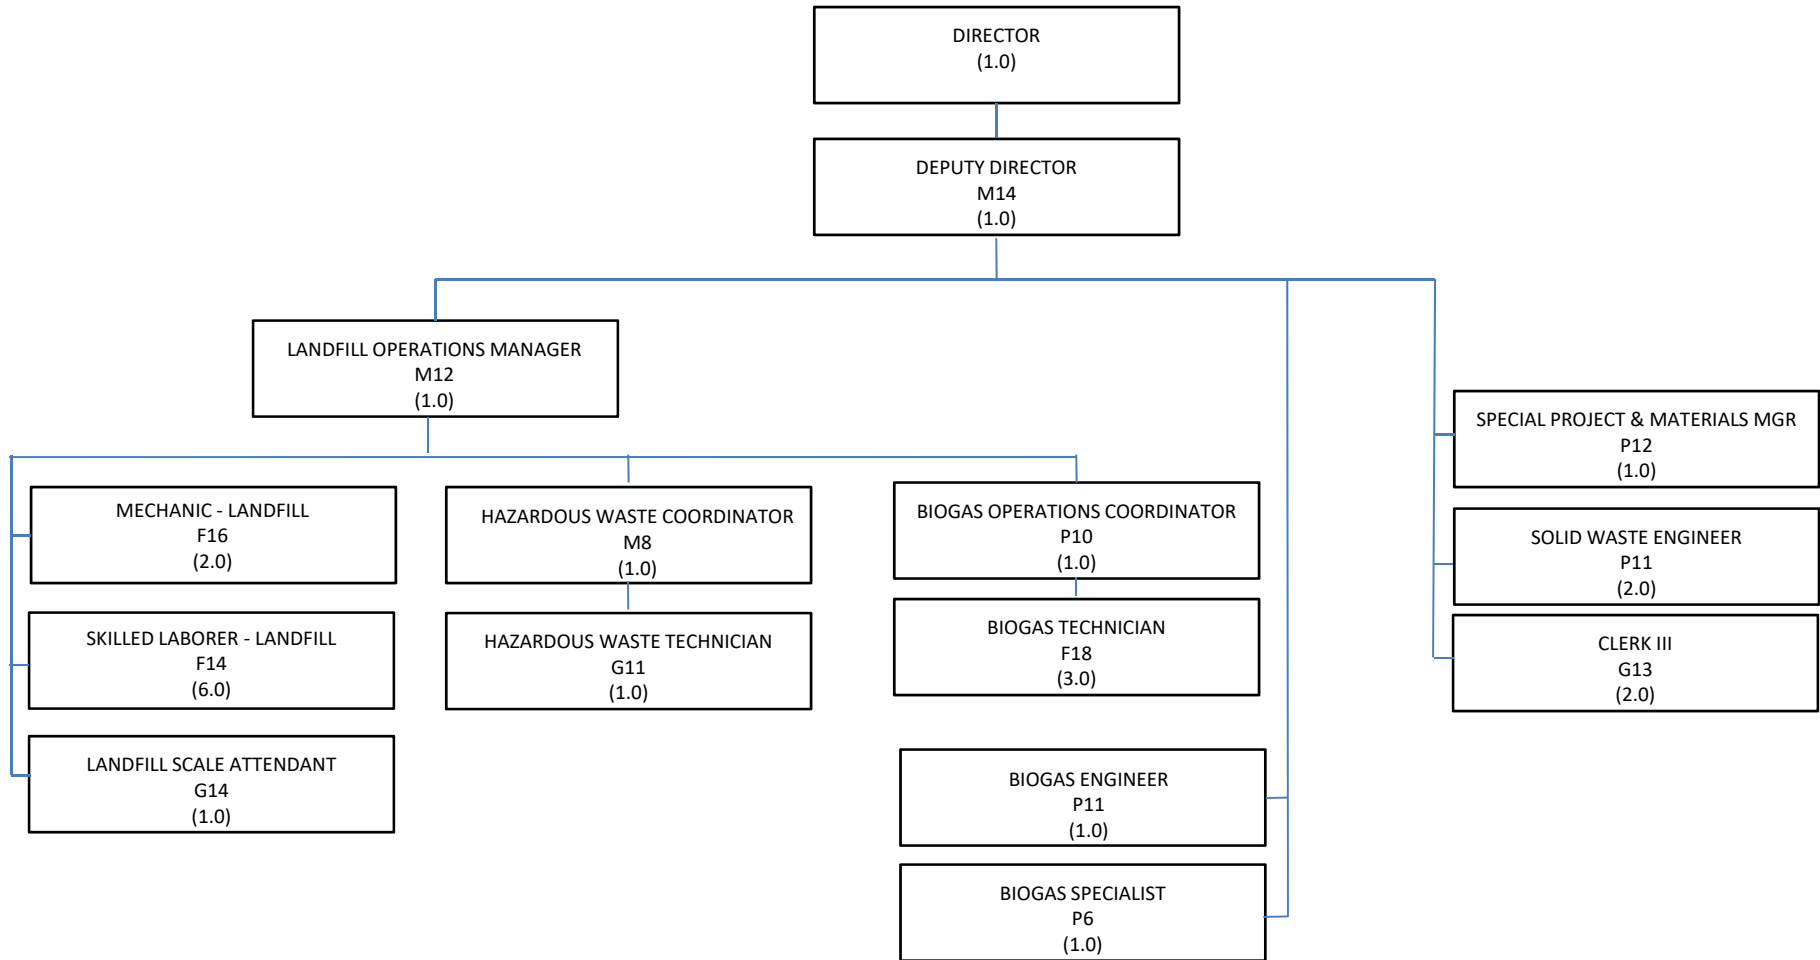 DIRECTOR
(1.0)
DEPUTY DIRECTOR
M14
(1.0)
LANDFILL OPERATIONS MANAGER
M12
(1.0)
MECHANIC - LANDFILL
F16
(2.0)
SKILLED LABORER - LANDFILL
F14
(6.0)
LANDFILL SCALE ATTENDANT
G14
(1.0)
HAZARDOUS WASTE COORDINATOR
M8
(1.0)
HAZARDOUS WASTE TECHNICIAN
G11
(1.0)
BIOGAS OPERATIONS COORDINATOR
P10
(1.0)
BIOGAS TECHNICIAN
F18
(3.0)
BIOGAS ENGINEER
P11
(1.0)
BIOGAS SPECIALIST
P6
(1.0)
SPECIAL PROJECT & MATERIALS MGR
P12
(1.0)
SOLID WASTE ENGINEER
P11
(2.0)
CLERK III
G13
(2.0)